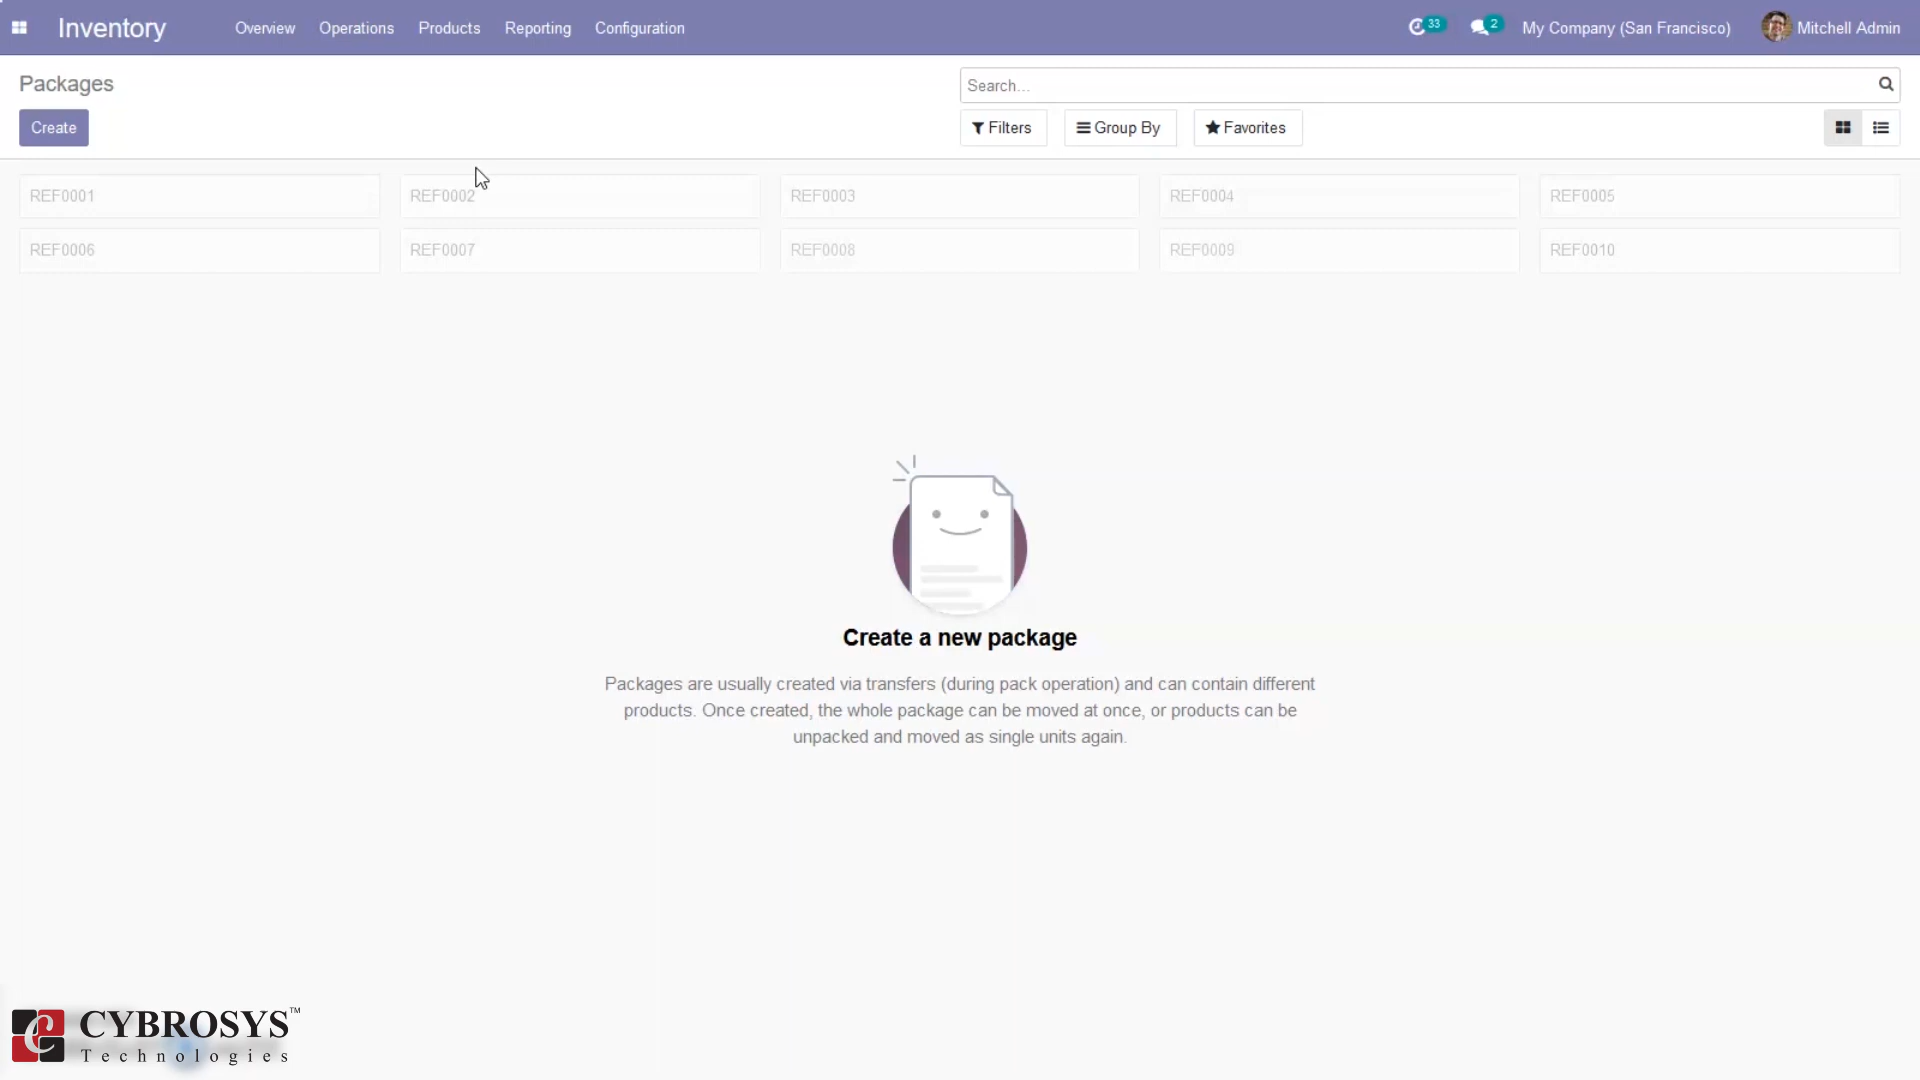 Inventory Overview Operations Products Reporting Configuration 33 2 My Company (San Francisco) Mitchell Admin
Packages Search...
Create Filters Group By Favorites
REF0001 REF0002 REF0003 REF0004 REF0005
REF0006 REF0007 REF0008 REF0009 REF0010
Create a new package
Packages are usually created via transfers (during pack operation) and can contain different
products. Once created, the whole package can be moved at once, or products can be
unpacked and moved as single units again.
CYBROSYS™
Technologies